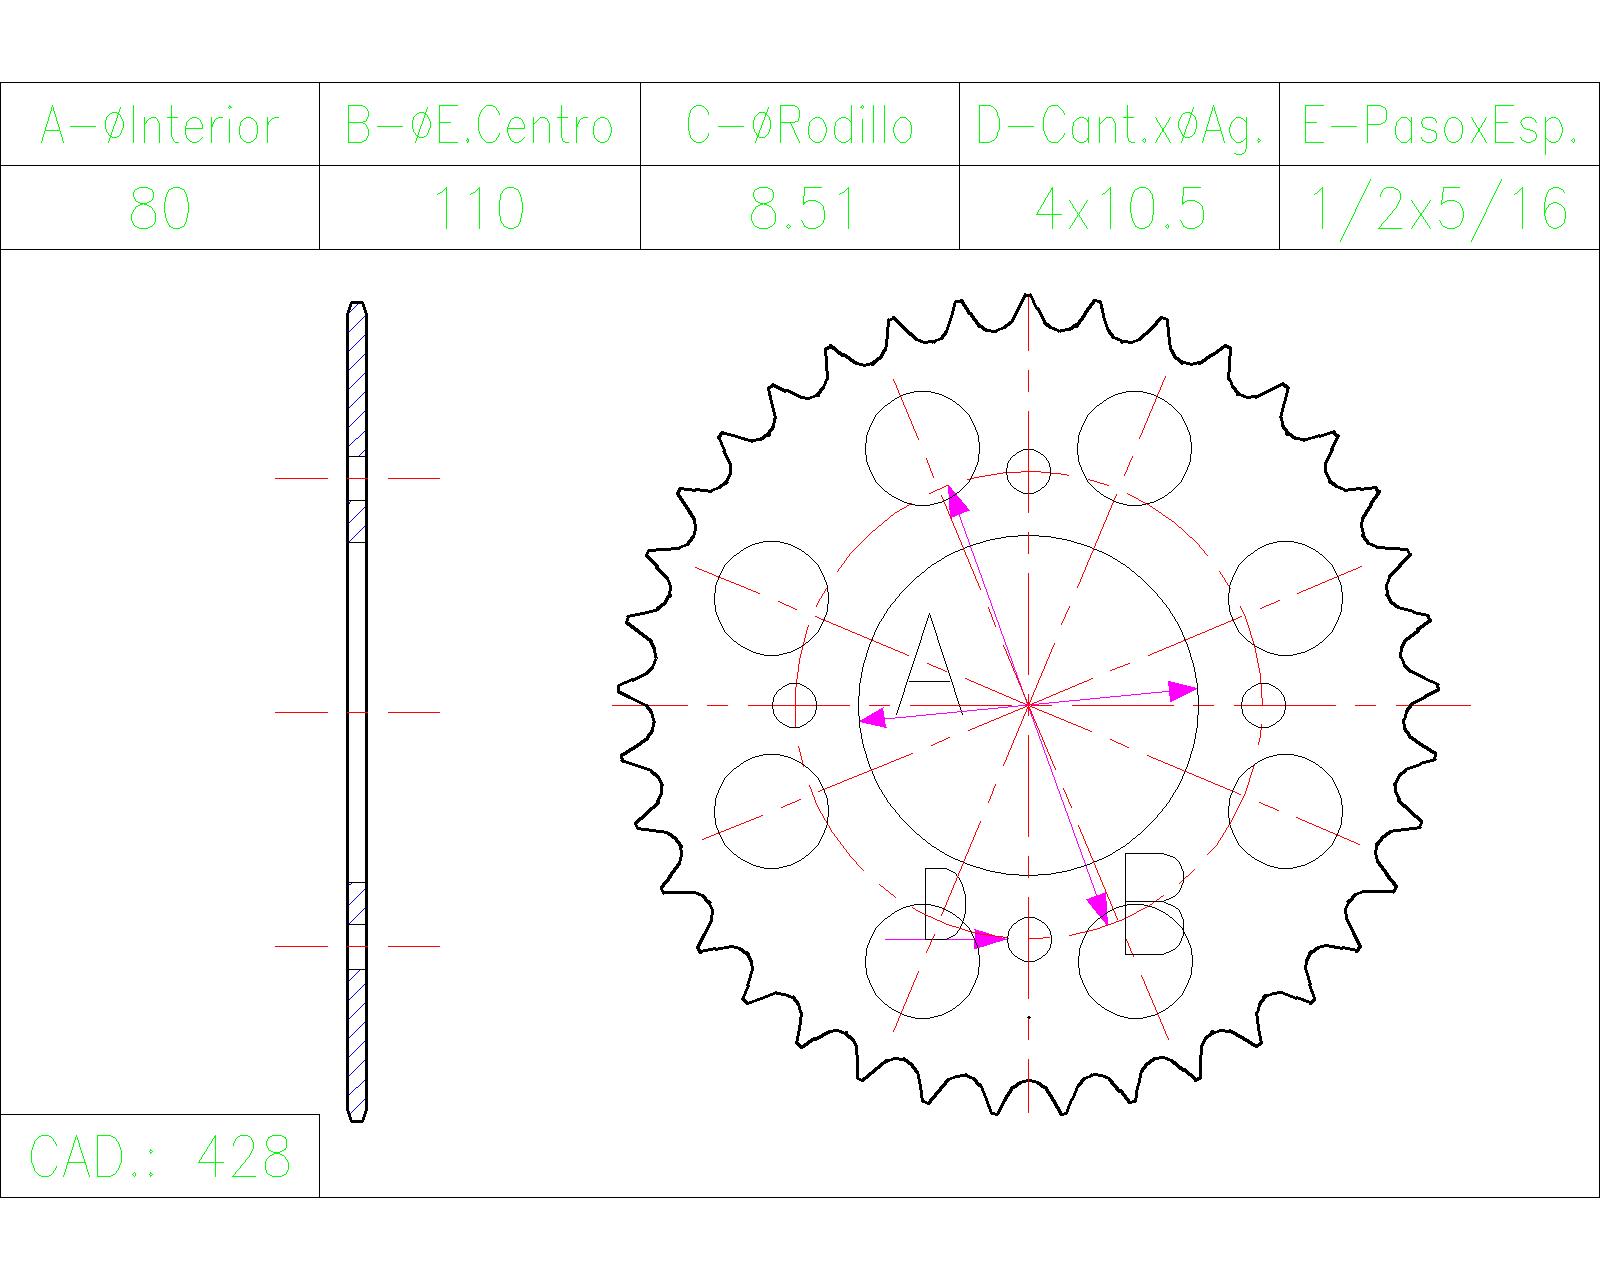 A-øInterior B-øE.Centro C-øRodillo D-Cant.xøAg. E-PasoxEsp.
80 110 8.51 4x10.5 1/2x5/16
A
D B
CAD.: 428